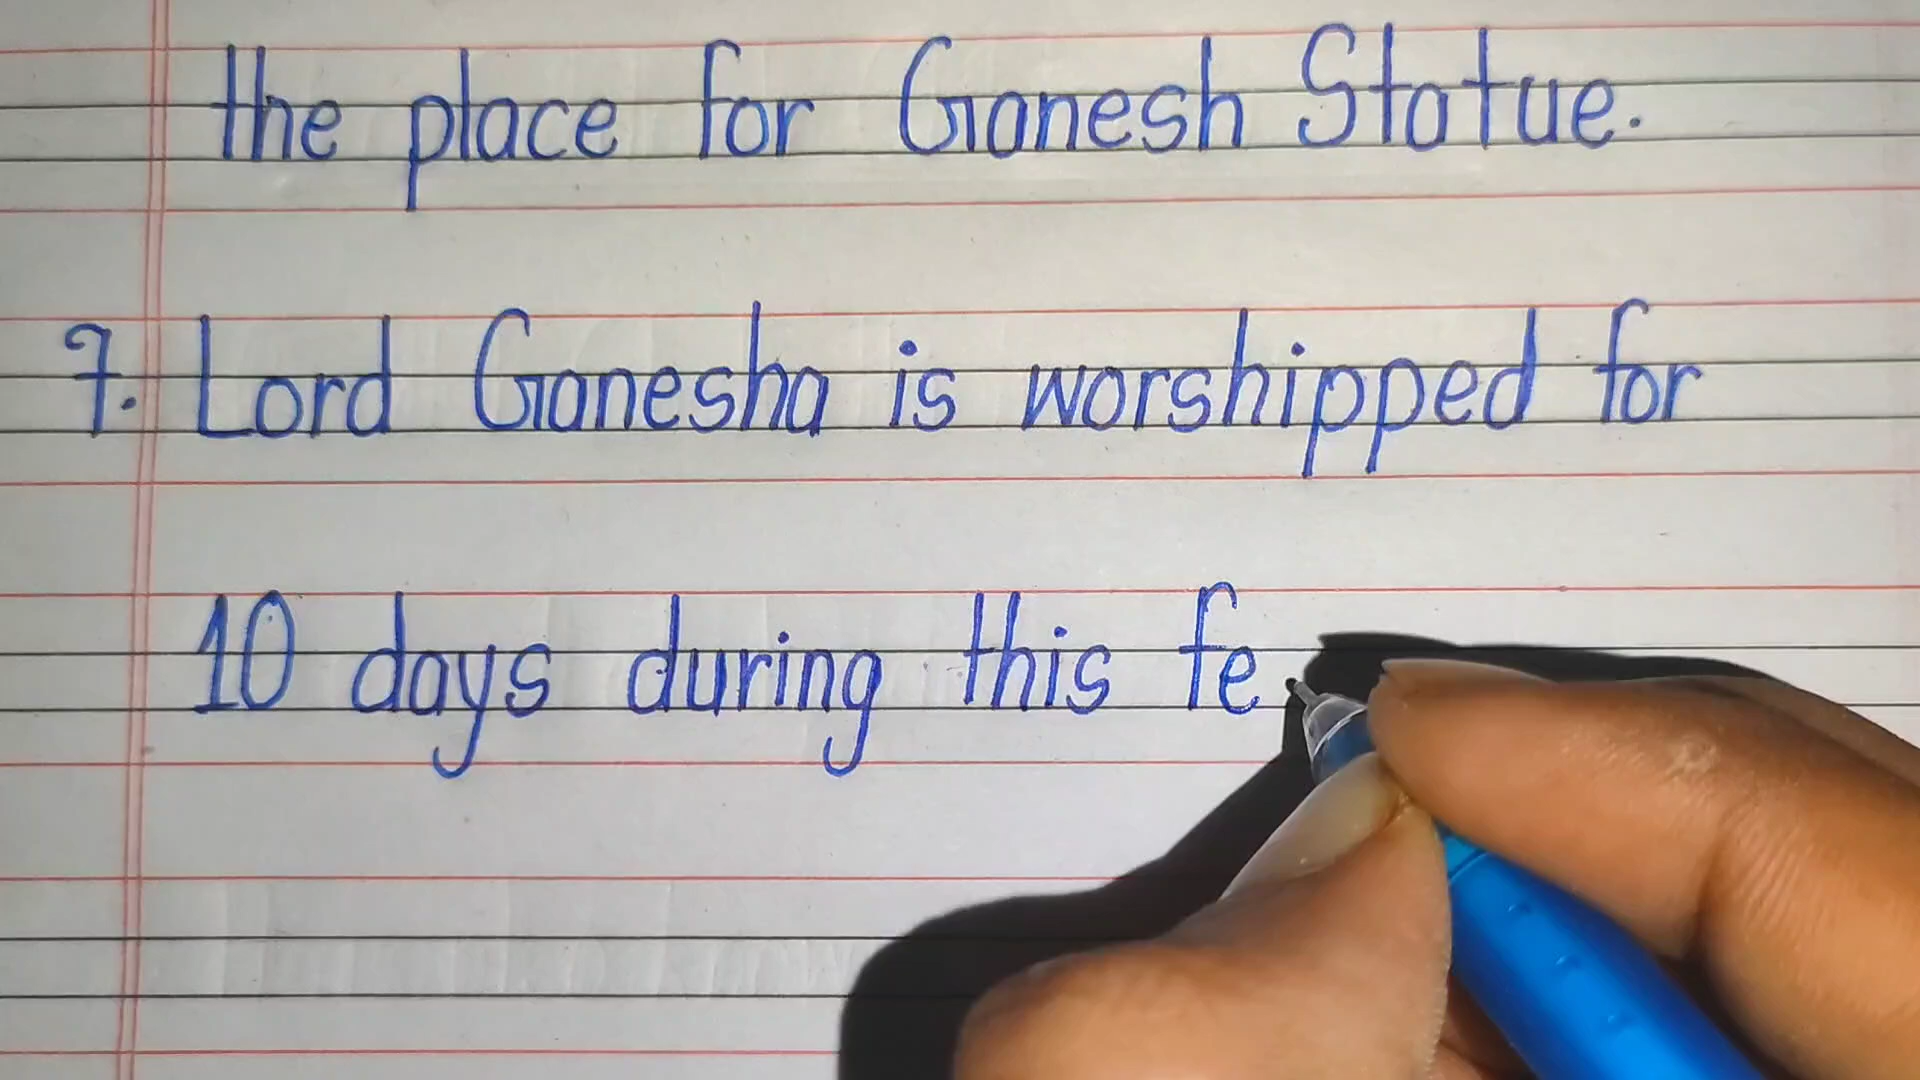 the place for Ganesh Statue.
7. Lord Ganesha is worshipped for
10 days during this fe